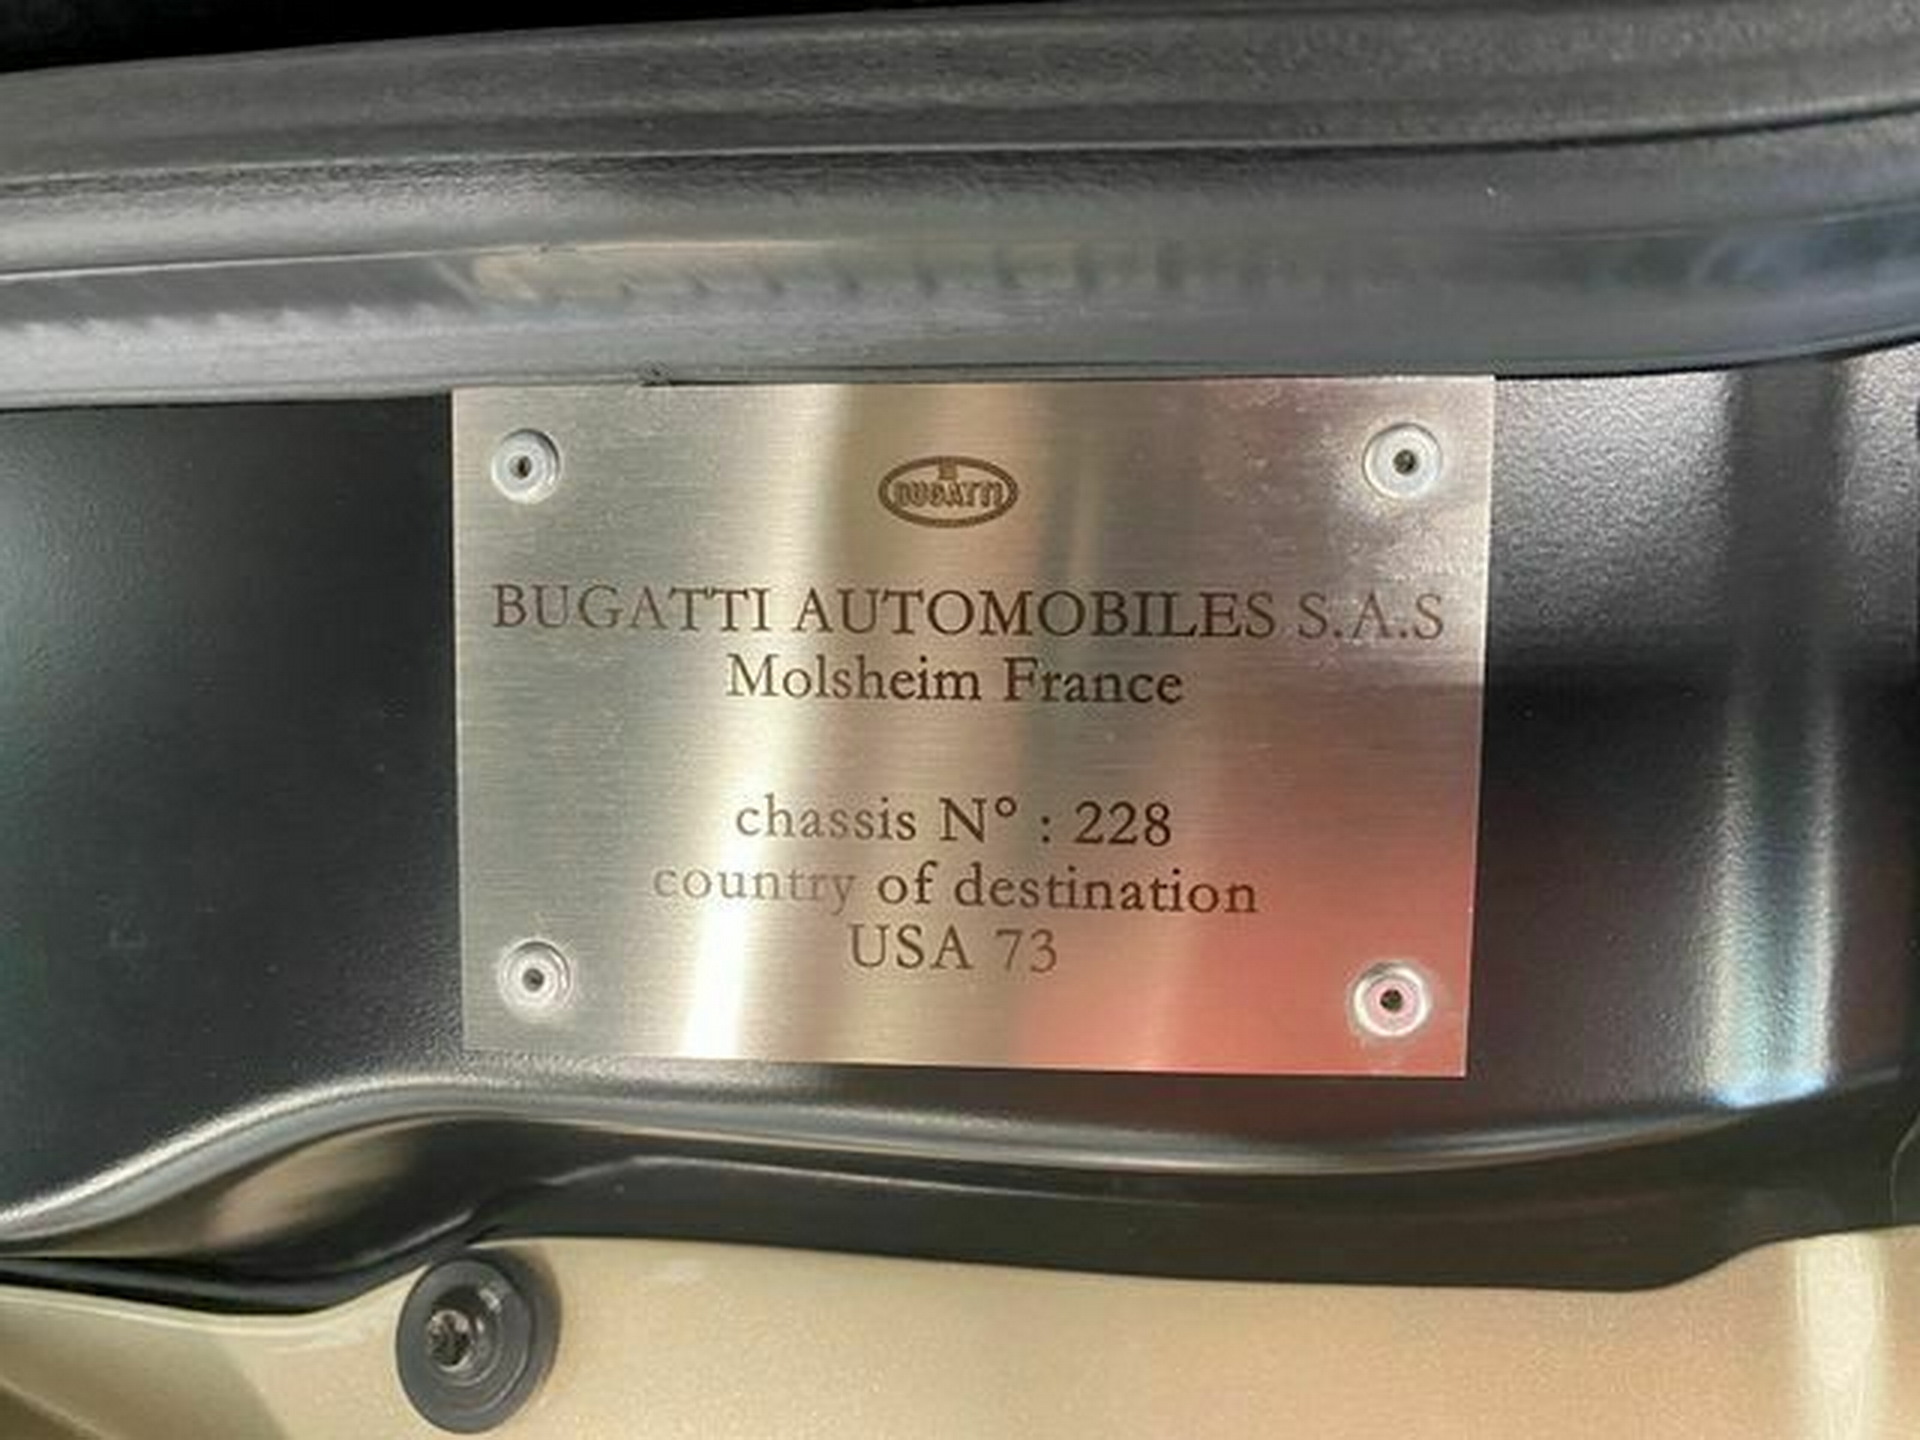 BUGATTI
BUGATTI AUTOMOBILES S.A.S
Molsheim France
chassis N° : 228
country of destination
USA 73